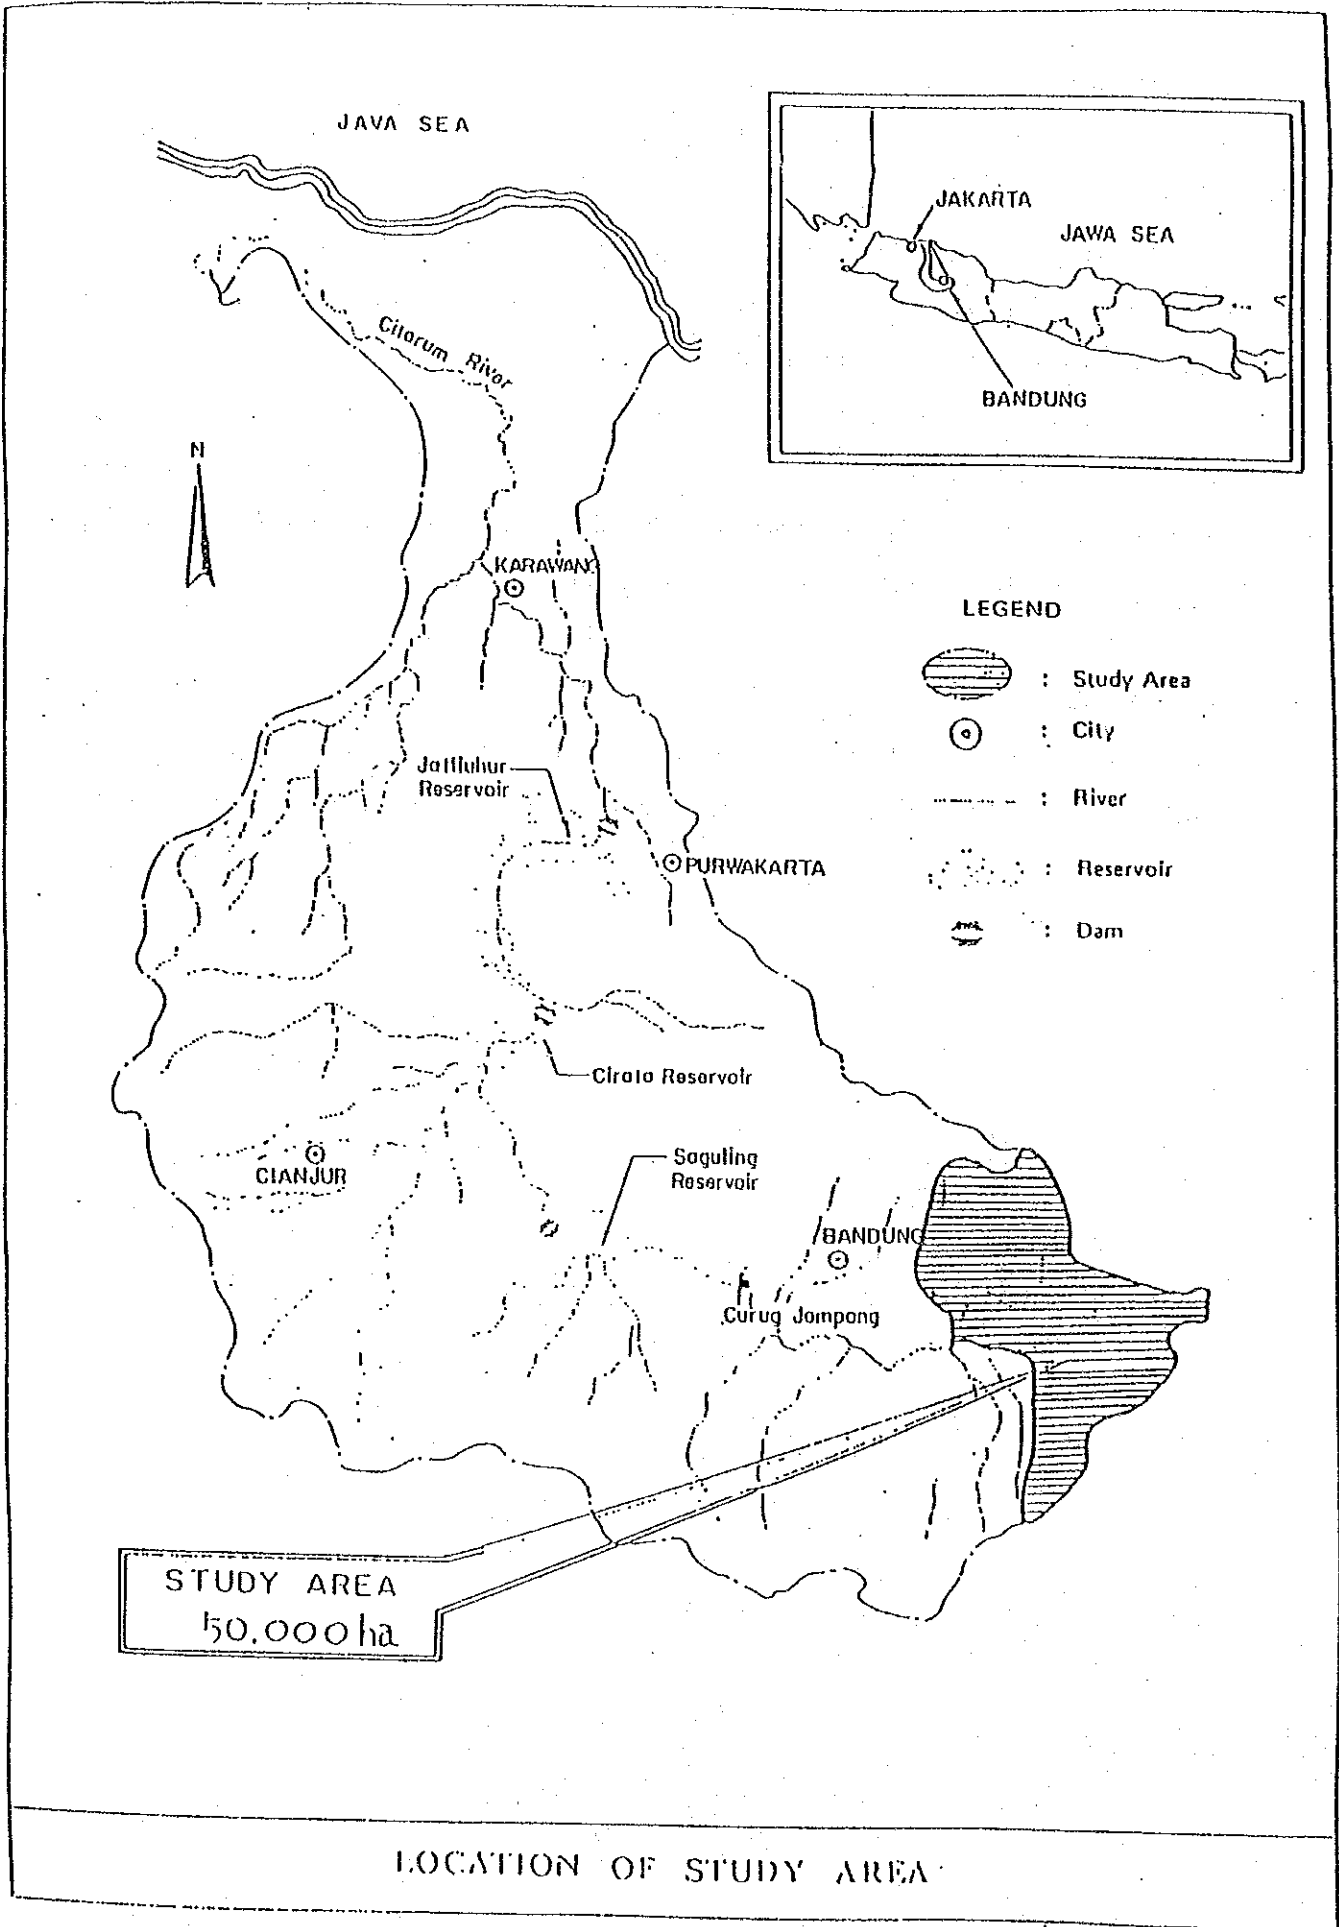 JAVA SEA
JAKARTA
JAWA SEA
BANDUNG
Citarum River
N
KARAWANG
LEGEND
: Study Area
: City
: River
: Reservoir
: Dam
Jatiluhur
Reservoir
PURWAKARTA
Cirata Reservoir
CIANJUR
Saguling
Reservoir
BANDUNG
Curug Jompong
STUDY AREA
50.000 ha
LOCATION OF STUDY AREA